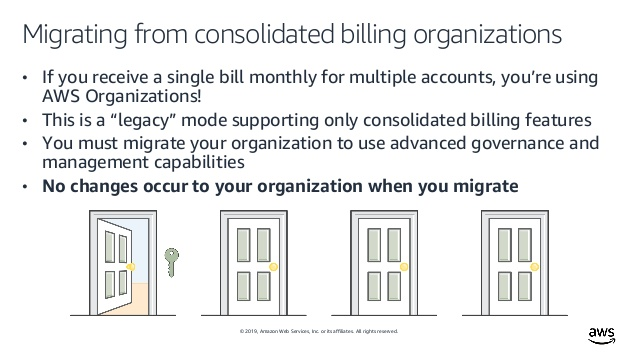 Migrating from consolidated billing organizations
• If you receive a single bill monthly for multiple accounts, you’re using
AWS Organizations!
• This is a “legacy” mode supporting only consolidated billing features
• You must migrate your organization to use advanced governance and
management capabilities
• No changes occur to your organization when you migrate
© 2019, Amazon Web Services, Inc. or its affiliates. All rights reserved.
aws